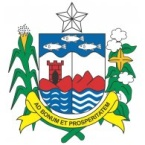 AD BONUM ET PROSPERITATEM